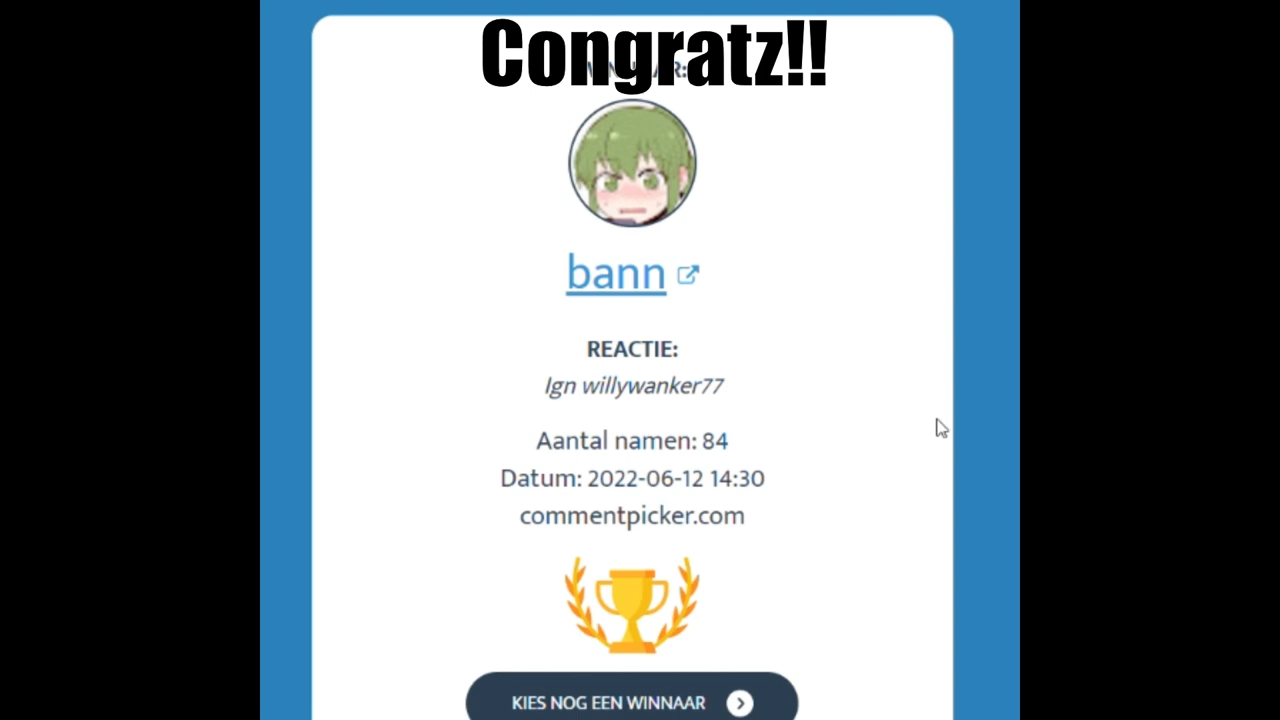 Congratz!!
WINNAAR:
bann
REACTIE:
Ign willywanker77
Aantal namen: 84
Datum: 2022-06-12 14:30
commentpicker.com
KIES NOG EEN WINNAAR